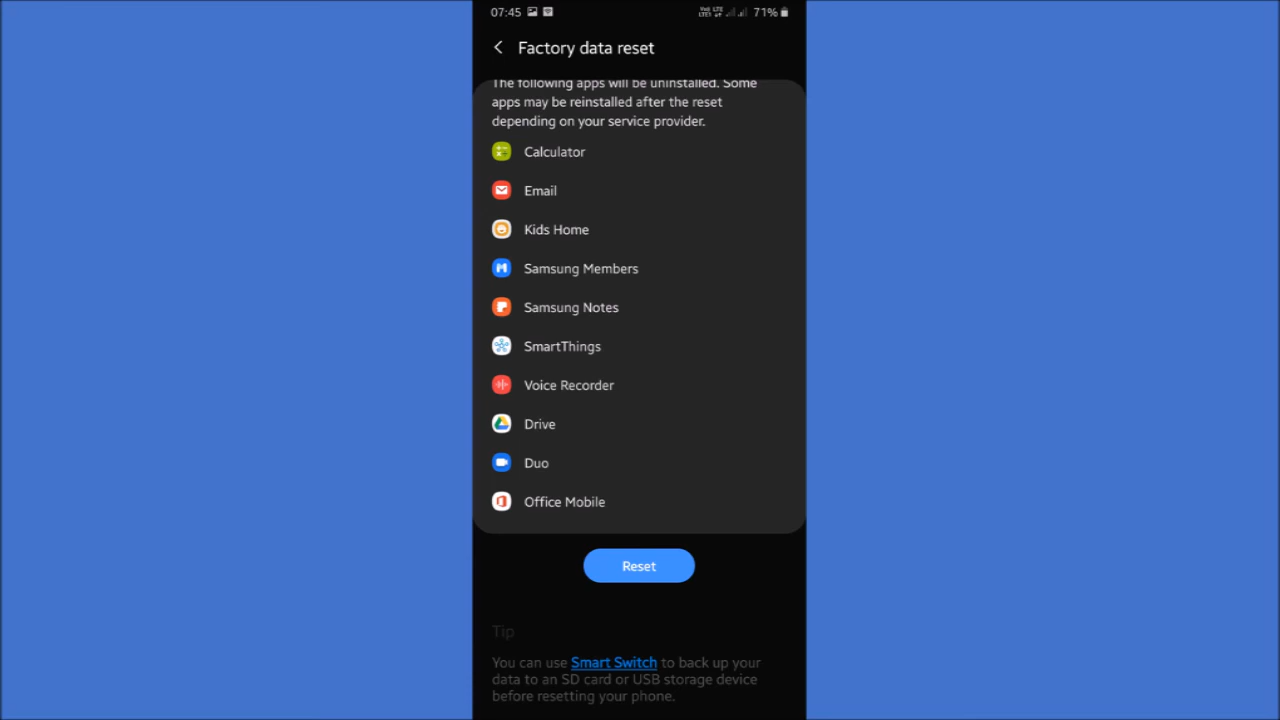 07:45 71%
Factory data reset
The following apps will be uninstalled. Some
apps may be reinstalled after the reset
depending on your service provider.
Calculator
Email
Kids Home
Samsung Members
Samsung Notes
SmartThings
Voice Recorder
Drive
Duo
Office Mobile
Reset
Tip
You can use Smart Switch to back up your
data to an SD card or USB storage device
before resetting your phone.